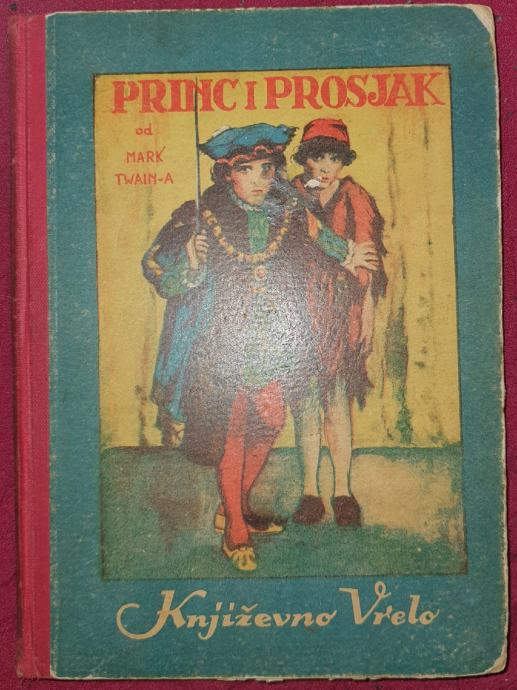 PRINC I PROSJAK
od
MARK
TWAIN-A
Književno Vrelo